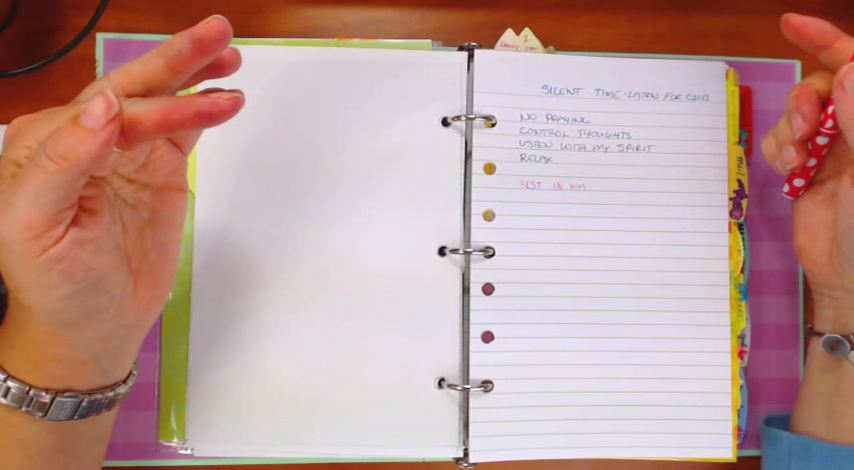 SILENT TIME-LISTEN FOR GOD
NO PRAYING
CONTROL THOUGHTS
LISTEN WITH MY SPIRIT
RELAX
REST IN HIM